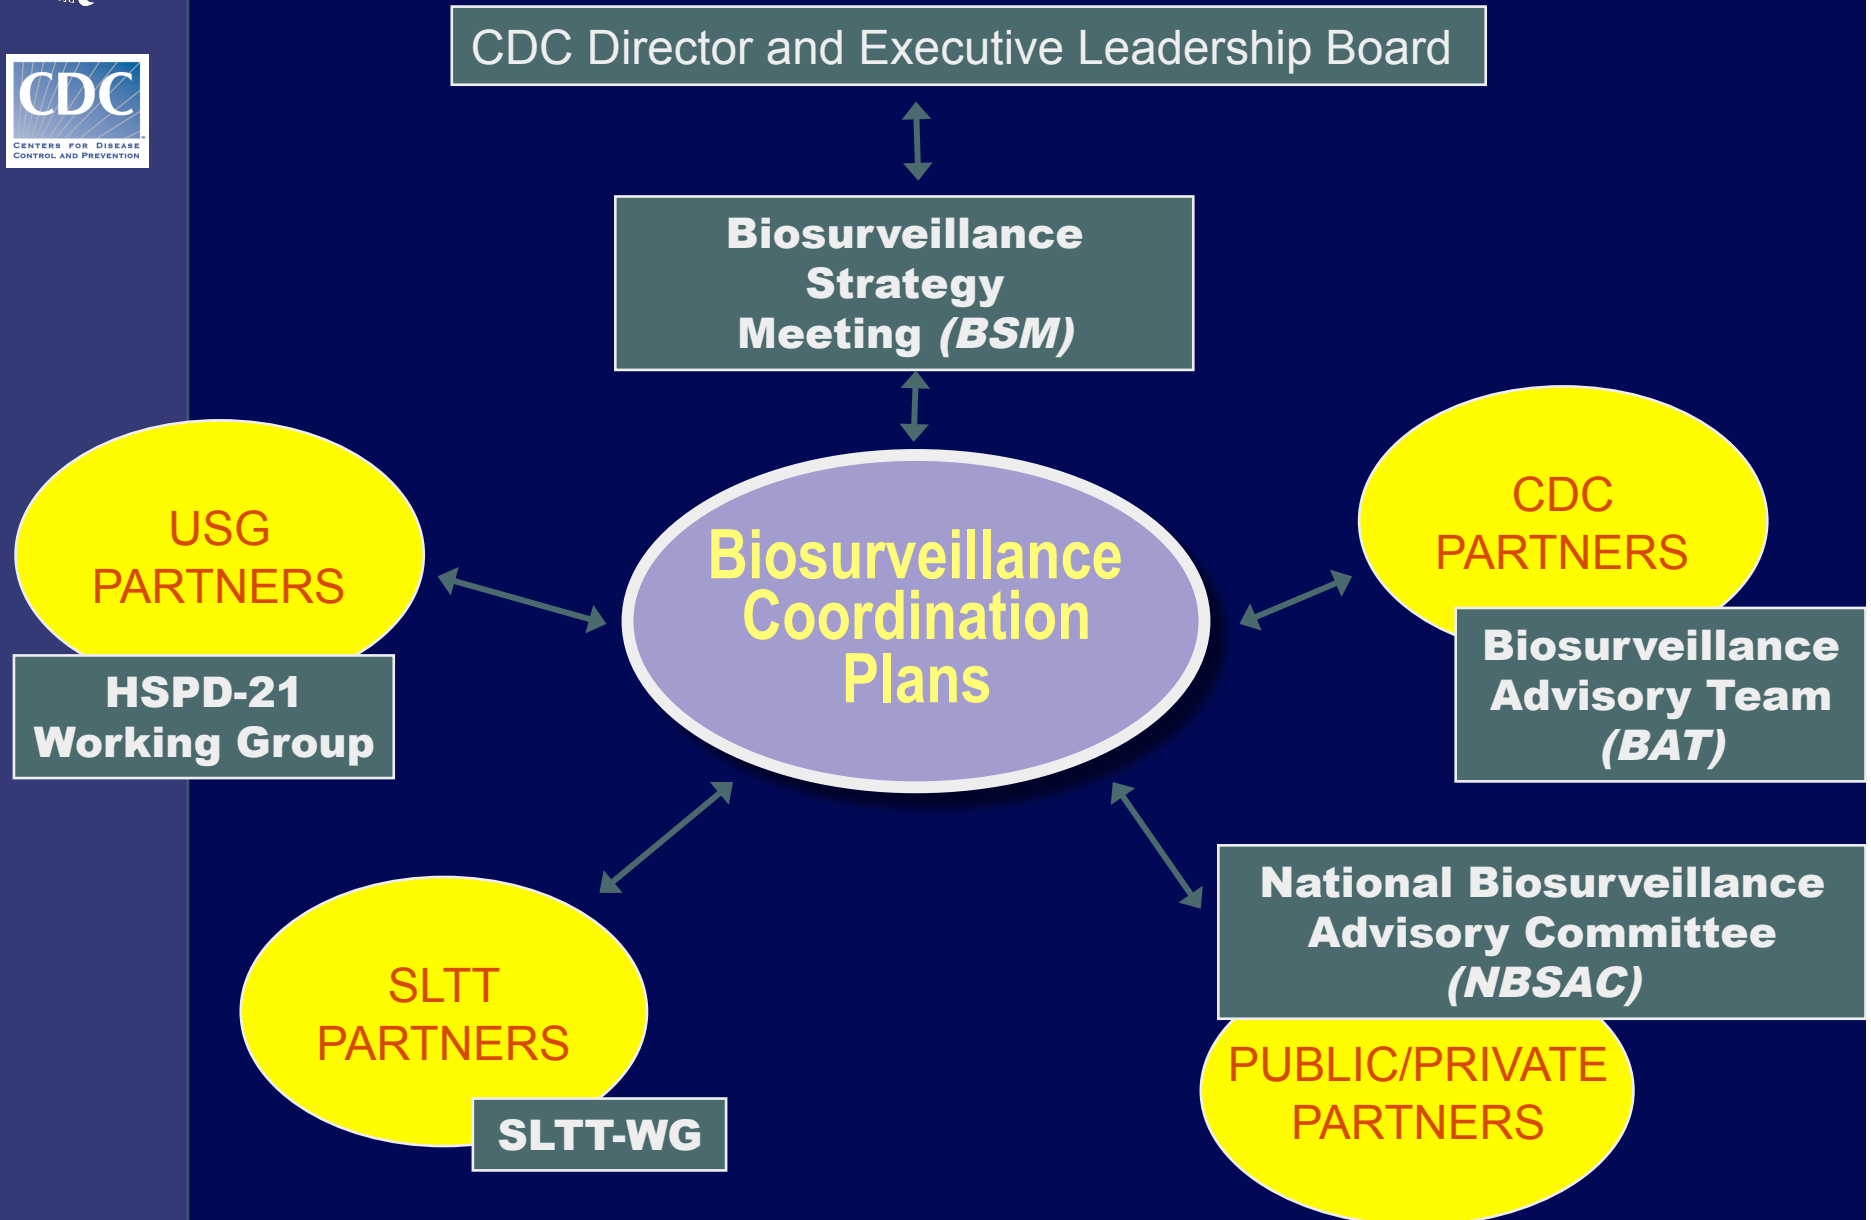 CDC Director and Executive Leadership Board
CDC
CENTERS FOR DISEASE
CONTROL AND PREVENTION
Biosurveillance
Strategy
Meeting (BSM)
USG
PARTNERS
HSPD-21
Working Group
Biosurveillance
Coordination
Plans
CDC
PARTNERS
Biosurveillance
Advisory Team
(BAT)
SLTT
PARTNERS
SLTT-WG
National Biosurveillance
Advisory Committee
(NBSAC)
PUBLIC/PRIVATE
PARTNERS